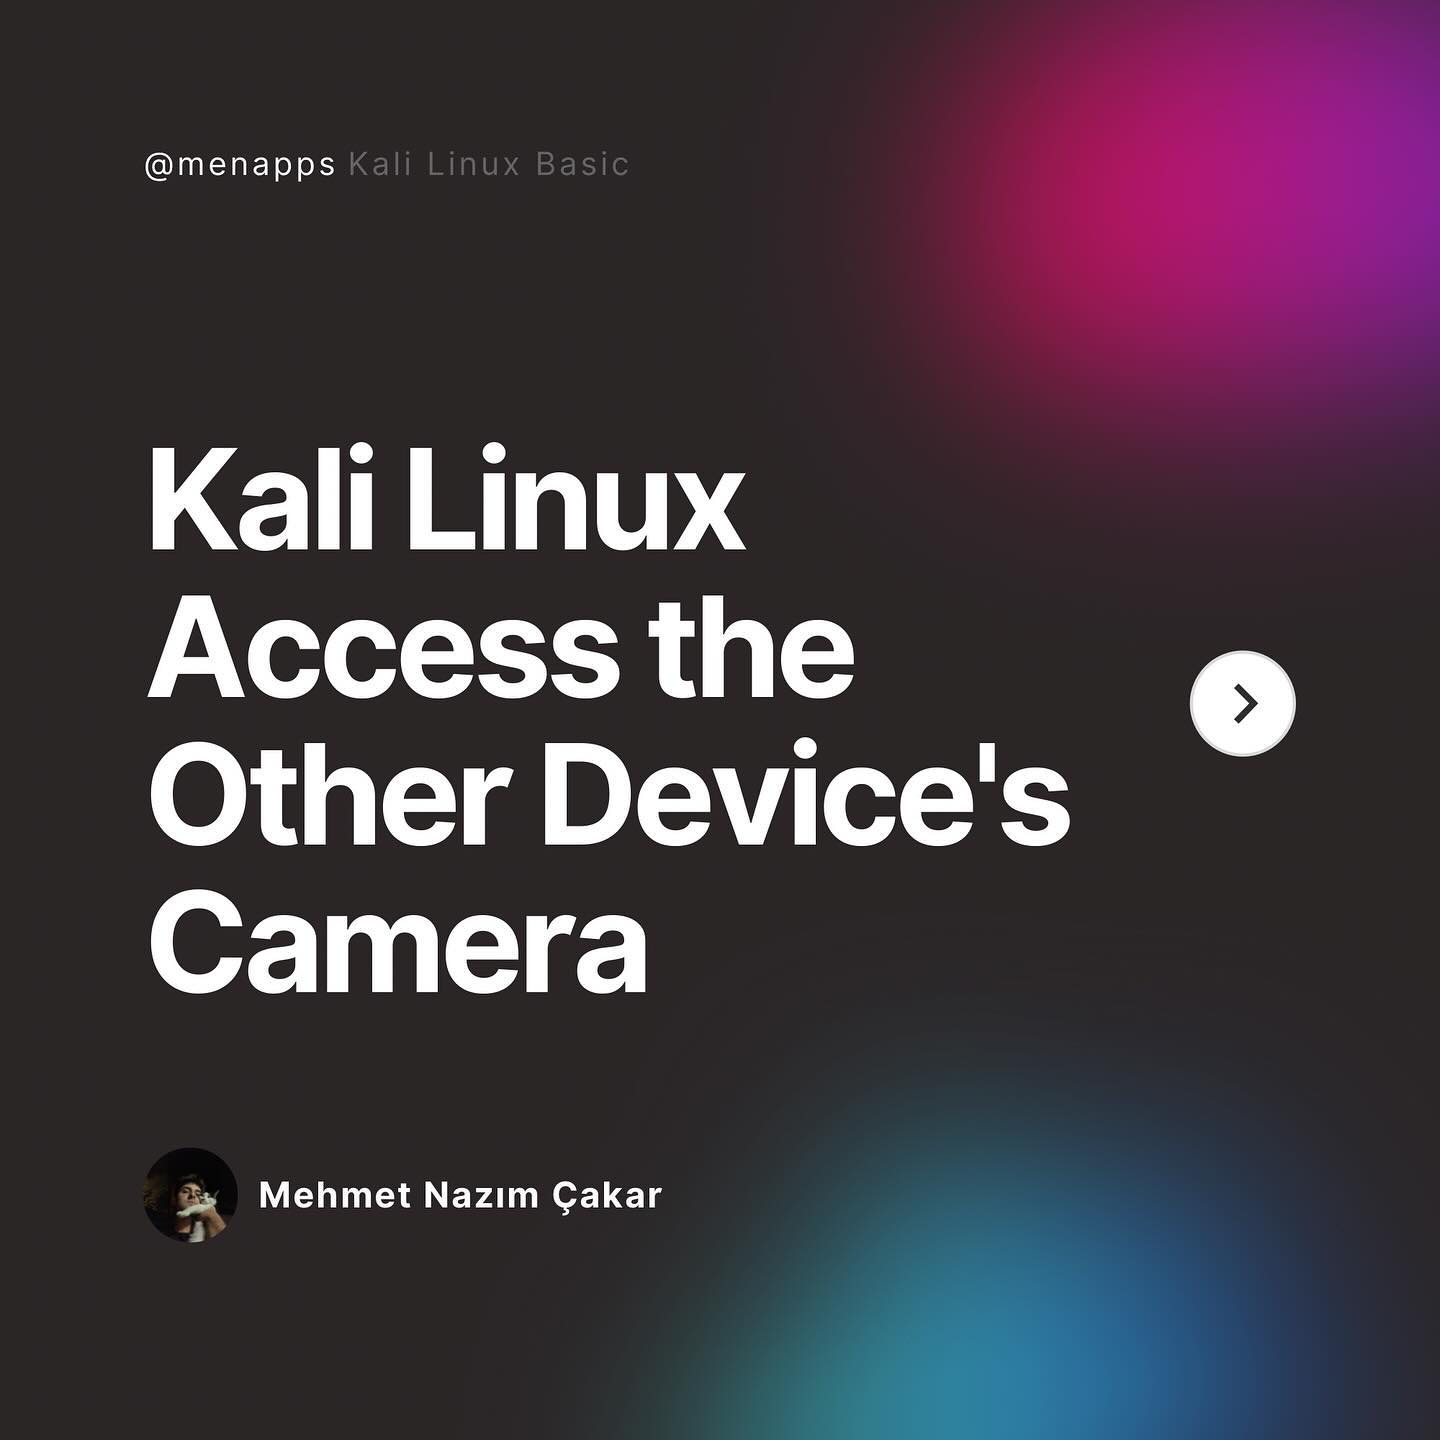 @menapps Kali Linux Basic
Kali Linux
Access the
Other Device's
Camera
Mehmet Nazım Çakar